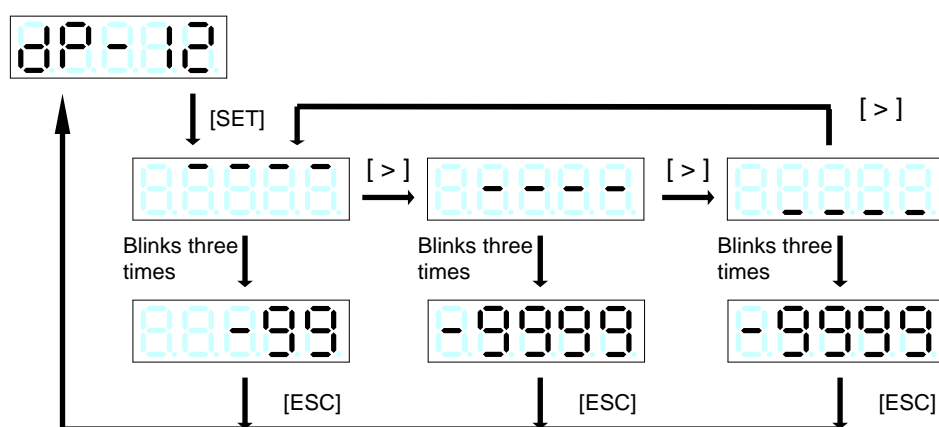 dP-12
[SET]
[ > ]
----
[ > ]
----
[ > ]
----
Blinks three
times
Blinks three
times
Blinks three
times
-99
-9999
-9999
[ESC]
[ESC]
[ESC]